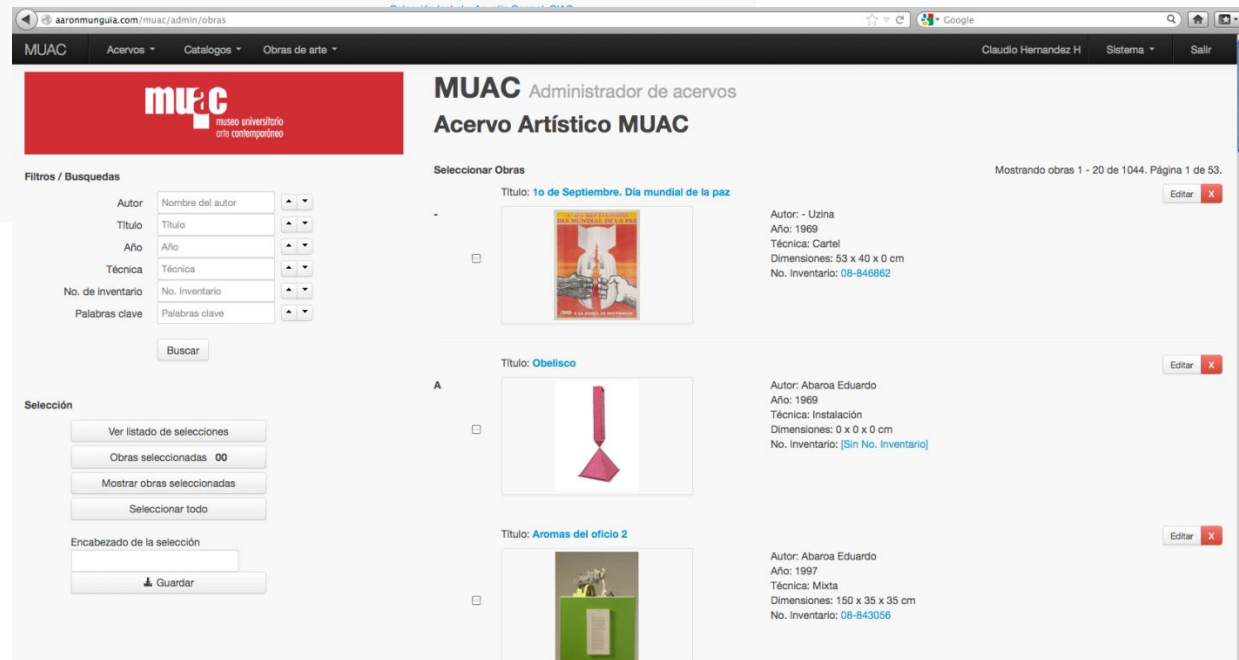 aaronmunguia.com/muac/admin/obras
Google
MUAC
Acervos
Catalogos
Obras de arte
Claudio Hernandez H
Sistema
Salir
muac
museo universitario
arte contemporáneo
MUAC Administrador de acervos
Acervo Artístico MUAC
Filtros / Busquedas
Autor Nombre del autor
Título Título
Año Año
Técnica Técnica
No. de inventario No. Inventario
Palabras clave Palabras clave
Buscar
Selección
Ver listado de selecciones
Obras seleccionadas 00
Mostrar obras seleccionadas
Seleccionar todo
Encabezado de la selección
Guardar
Seleccionar Obras
Mostrando obras 1 - 20 de 1044. Página 1 de 53.
Título: 1o de Septiembre. Día mundial de la paz
Editar X
-
DIA MUNDIAL DE LA PAZ
Autor: - Uzina
Año: 1969
Técnica: Cartel
Dimensiones: 53 x 40 x 0 cm
No. Inventario: 08-846862
Título: Obelisco
Editar X
A
Autor: Abaroa Eduardo
Año: 1969
Técnica: Instalación
Dimensiones: 0 x 0 x 0 cm
No. Inventario: [Sin No. Inventario]
Título: Aromas del oficio 2
Editar X
Autor: Abaroa Eduardo
Año: 1997
Técnica: Mixta
Dimensiones: 150 x 35 x 35 cm
No. Inventario: 08-843056